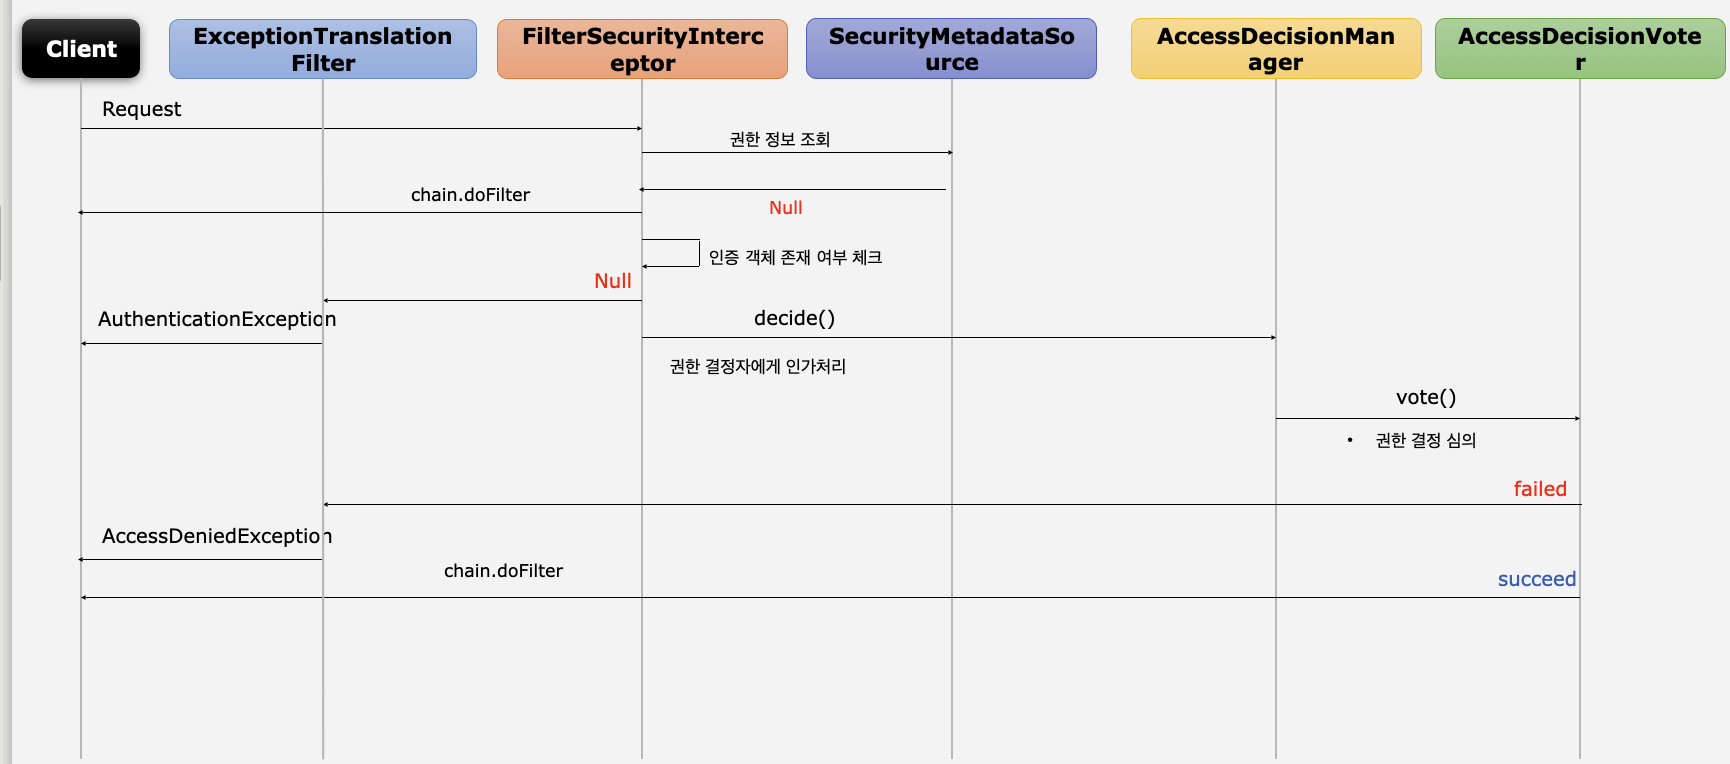 Client
ExceptionTranslation
Filter
FilterSecurityInterc
eptor
SecurityMetadataSo
urce
AccessDecisionMan
ager
AccessDecisionVote
r
Request
권한 정보 조회
chain.doFilter
Null
인증 객체 존재 여부 체크
Null
AuthenticationException
decide()
권한 결정자에게 인가처리
vote()
• 권한 결정 심의
failed
AccessDeniedException
chain.doFilter
succeed